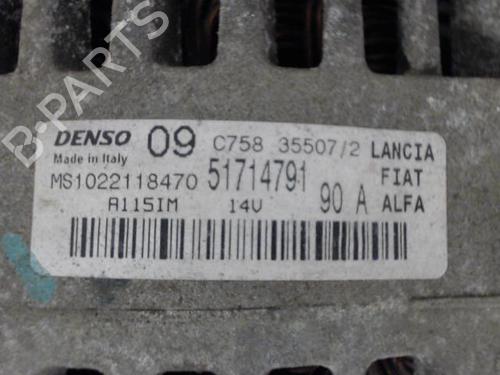 B-PARTS
DENSO 09 C758 35507/2 LANCIA
Made in Italy 51714791 FIAT
MS1022118470 90 A ALFA
A115IM 14V